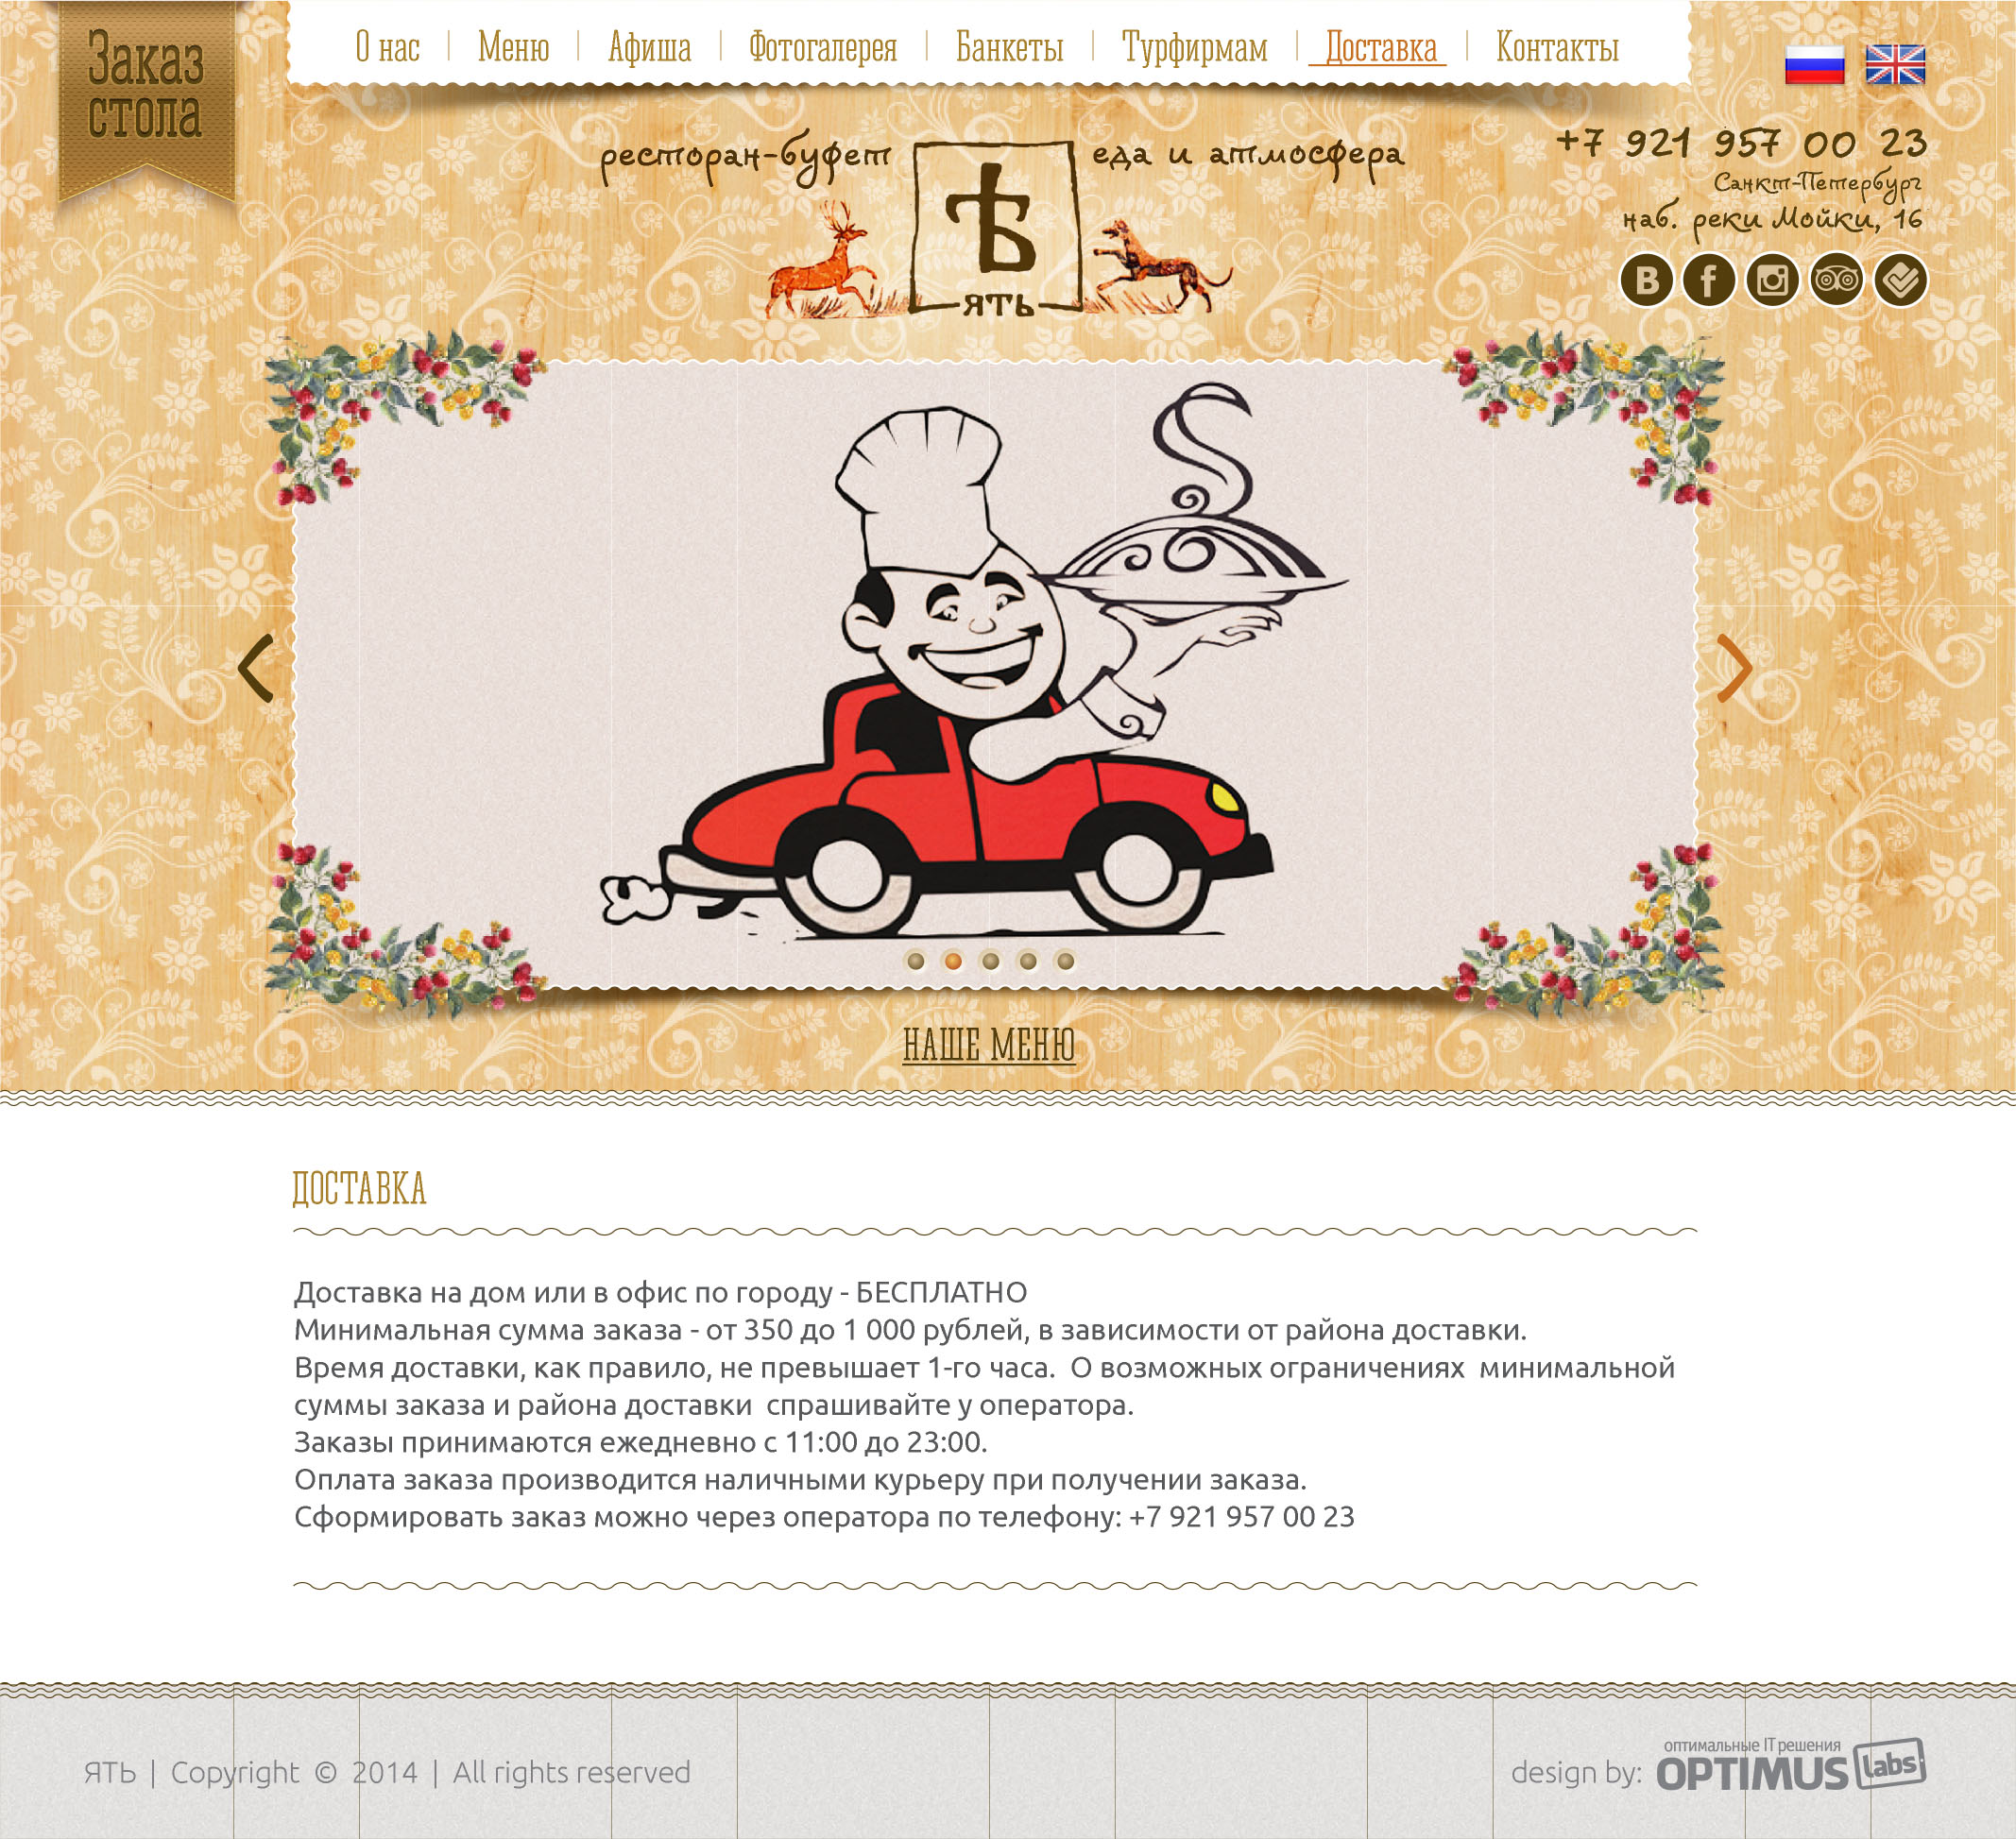 Заказ
стола
О нас | Меню | Афиша | Фотогалерея | Банкеты | Турфирмам | Доставка | Контакты
ресторан-буфет
Ѣ
ЯТЬ
еда и атмосфера
+7 921 957 00 23
Санкт-Петербург
наб. реки Мойки, 16
НАШЕ МЕНЮ
ДОСТАВКА
Доставка на дом или в офис по городу - БЕСПЛАТНО
Минимальная сумма заказа - от 350 до 1 000 рублей, в зависимости от района доставки.
Время доставки, как правило, не превышает 1-го часа.  О возможных ограничениях  минимальной
суммы заказа и района доставки  спрашивайте у оператора.
Заказы принимаются ежедневно с 11:00 до 23:00.
Оплата заказа производится наличными курьеру при получении заказа.
Сформировать заказ можно через оператора по телефону: +7 921 957 00 23
ЯТЬ | Copyright © 2014 | All rights reserved
design by:
оптимальные IT решения
OPTIMUS labs